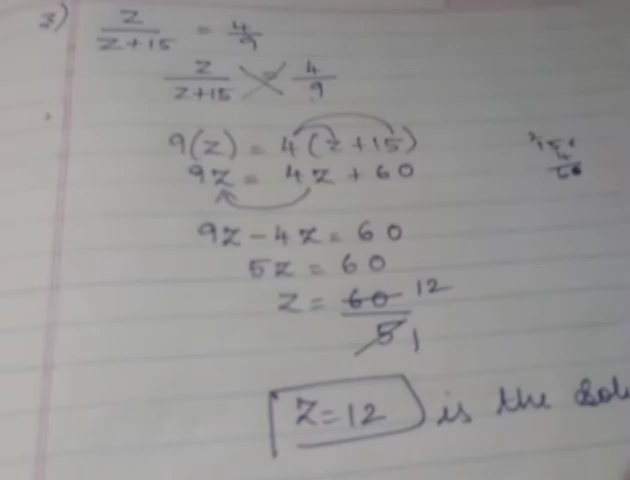 3) z/(z+15) = 4/9
z/(z+15) = 4/9
9(z) = 4(z+15)
9z = 4z + 60
9z - 4z = 60
5z = 60
z = 60/5 12 1
z = 12 is the